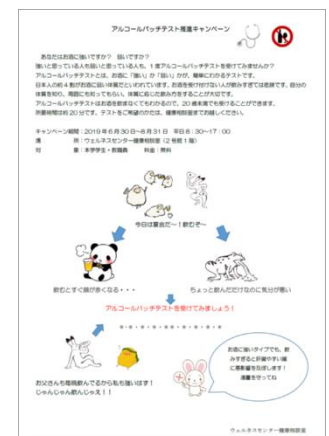 アルコールパッチテスト推進キャンペーン
あなたはお酒に強いですか？ 弱いですか？
強いと思っている人も弱いと思っている人も、1度アルコールパッチテストを受けてみませんか？
アルコールパッチテストとは、お酒に「強い」か「弱い」かが、簡単にわかるテストです。
日本人の約4割がお酒に弱い体質だといわれています。お酒を受け付けない人が飲みすぎては危険です。自分の
体質を知り、周囲にも知ってもらい、体質に応じた飲み方をすることが大切です。
アルコールパッチテストはお酒を飲まなくてもわかるので、20歳未満でも受けることができます。
所要時間は約20分です。テストをご希望のかたは、健康相談室までお越しください。
キャンペーン期間：2019年6月30日~8月31日 平日8：30~17：00
場 所：ウェルネスセンター健康相談室（2号館1階）
対 象：本学学生・教職員 料金：無料
今日は宴会だ~！飲むぞ~
飲むとすぐ顔が赤くなる・・・
ちょっと飲んだだけなのに気分が悪い
アルコールパッチテストを受けてみましょう！
お酒に強いタイプでも、飲
みすぎると肝臓やすい臓
に悪影響を及ぼします！
適量を守ってね
お父さんも毎晩飲んでるから私も強いはず！
じゃんじゃん飲んじゃえ！！
ウェルネスセンター健康相談室